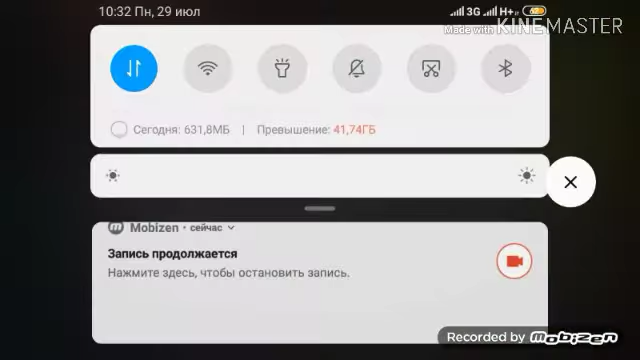 10:32 Пн, 29 июл
3G H+
Made with KINEMASTER
Сегодня: 631,8МБ | Превышение: 41,74ГБ
Mobizen • сейчас
Запись продолжается
Нажмите здесь, чтобы остановить запись.
Recorded by mobizen